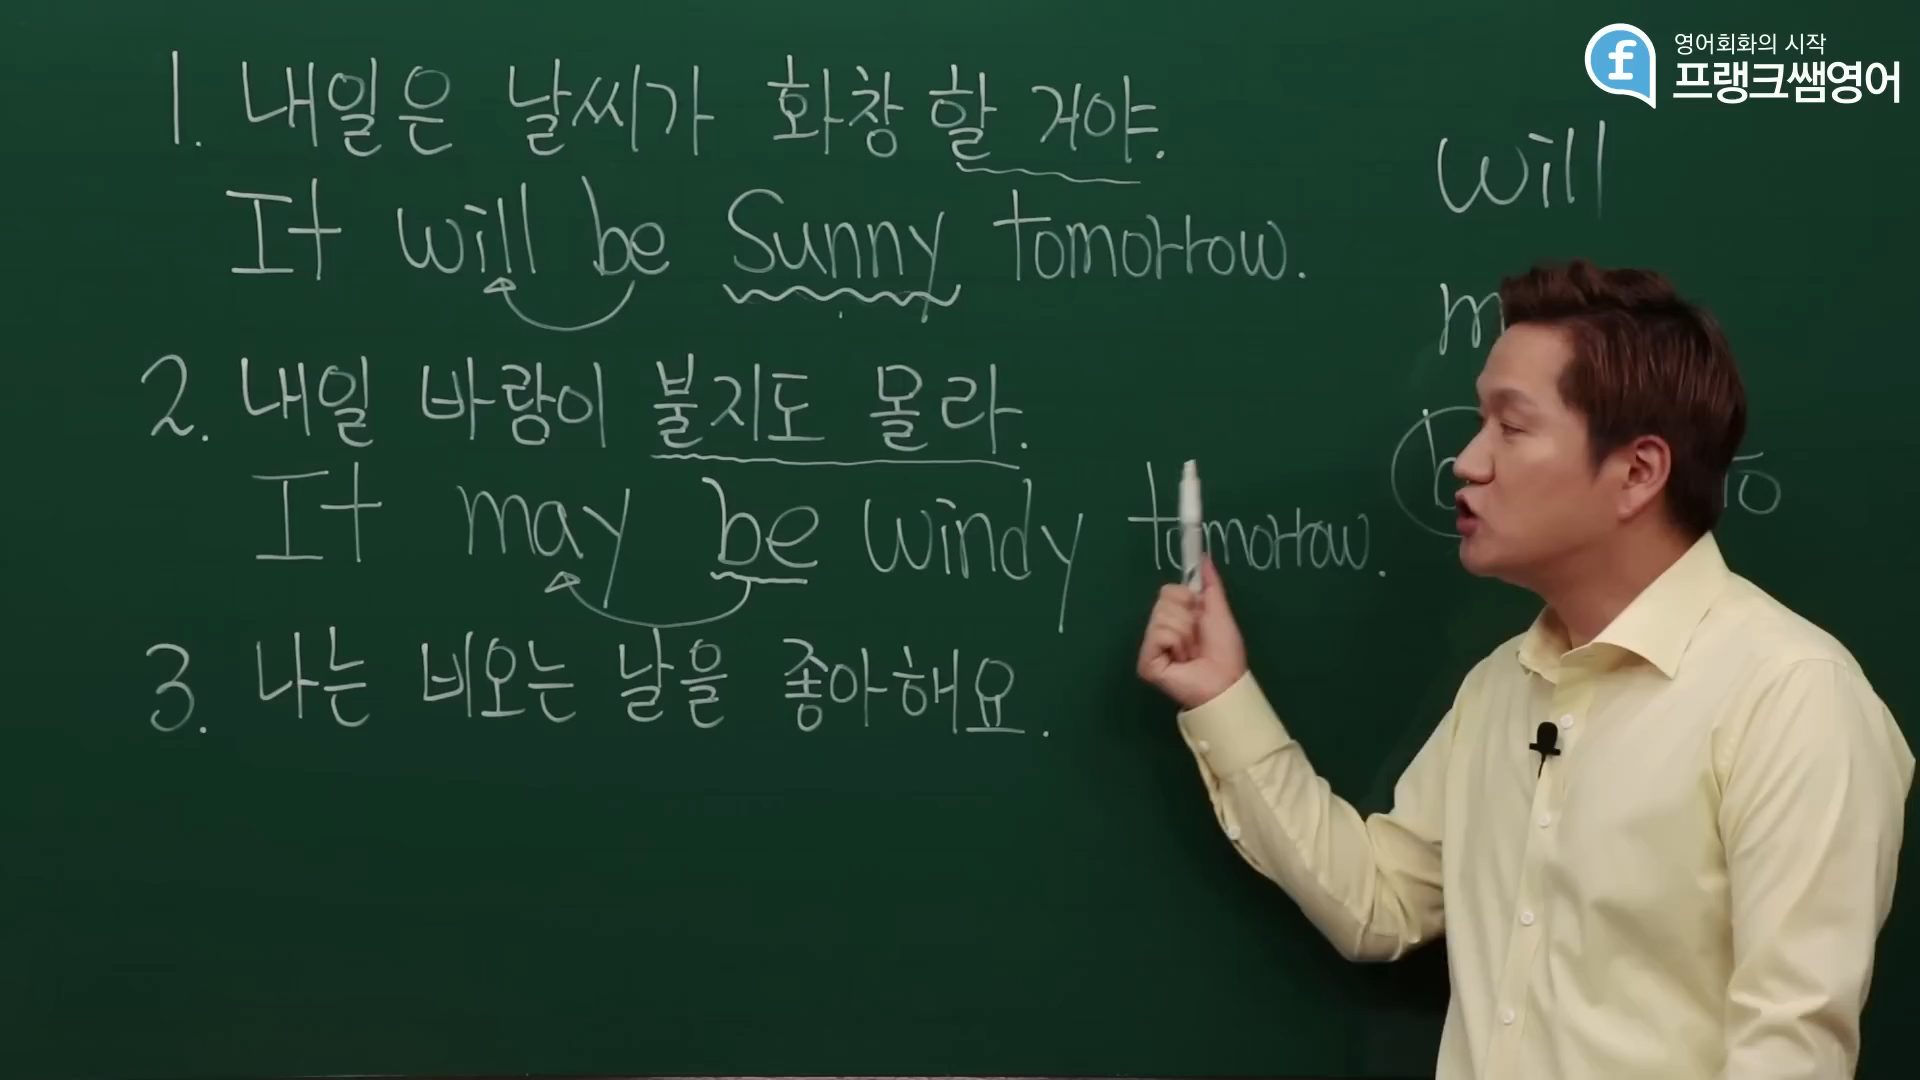 영어회화의 시작
프랭크쌤영어
1. 내일은 날씨가 화창할 거야.
It will be Sunny tomorrow.
2. 내일 바람이 불지도 몰라.
It may be windy tomorrow.
3. 나는 비오는 날을 좋아해요.
will